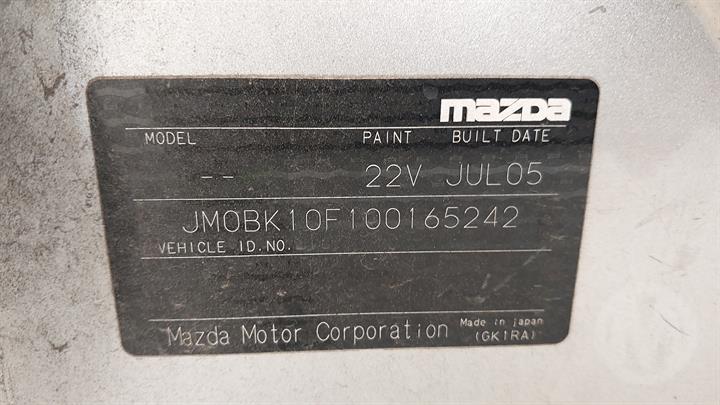 mazda
MODEL PAINT BUILT DATE
-- 22V JUL05
JM0BK10F100165242
VEHICLE ID.NO.
Mazda Motor Corporation Made in japan
(GK1RA)